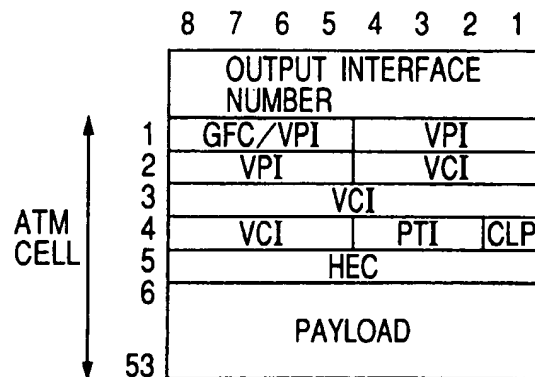 8 7 6 5 4 3 2 1
OUTPUT INTERFACE
NUMBER
1 GFC/VPI VPI
2 VPI VCI
3 VCI
ATM
CELL
4 VCI PTI CLP
5 HEC
6
PAYLOAD
53